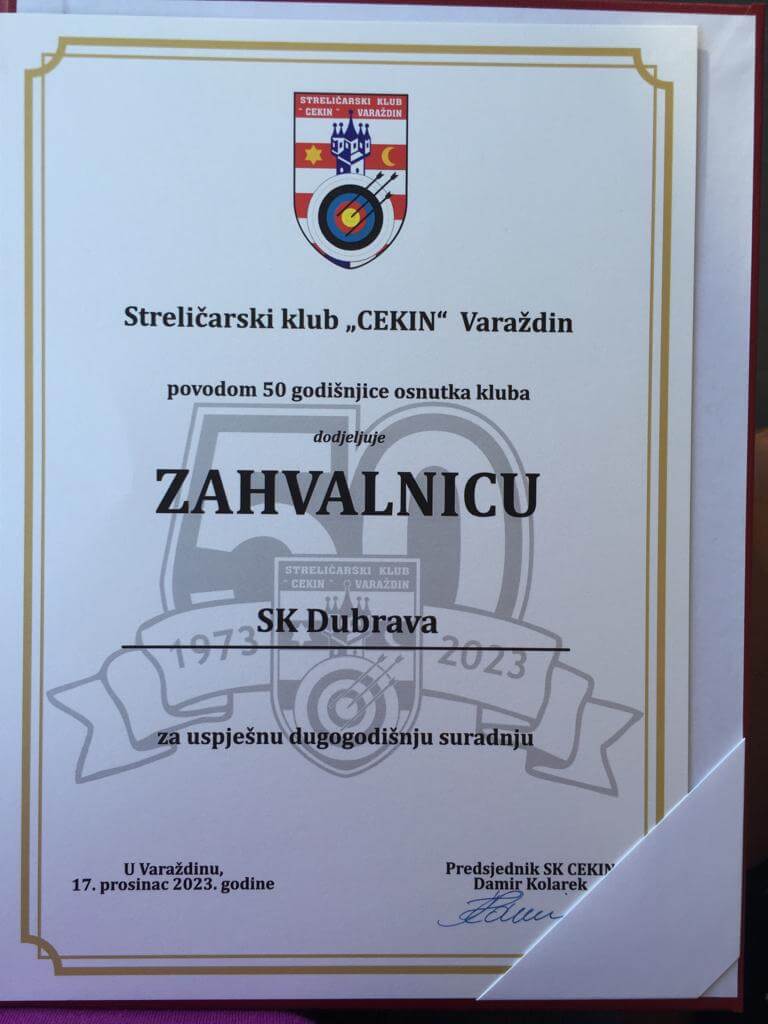 STRELIČARSKI KLUB
"CEKIN" VARAŽDIN
Streličarski klub „CEKIN“ Varaždin
povodom 50 godišnjice osnutka kluba
dodjeljuje
ZAHVALNICU
50
STRELIČARSKI KLUB
"CEKIN" VARAŽDIN
SK Dubrava
1973 2023
za uspješnu dugogodišnju suradnju
U Varaždinu,
17. prosinac 2023. godine
Predsjednik SK CEKIN
Damir Kolarek